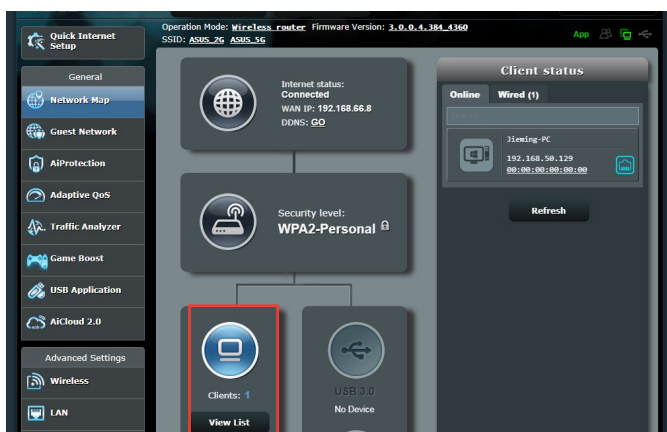 Quick Internet
Setup
Operation Mode: Wireless router Firmware Version: 3.0.0.4.384_4360
SSID: ASUS_2G ASUS_5G
App
General
Network Map
Guest Network
AiProtection
Adaptive QoS
Traffic Analyzer
Game Boost
USB Application
AiCloud 2.0
Advanced Settings
Wireless
LAN
Internet status:
Connected
WAN IP: 192.168.66.8
DDNS: GO
Security level:
WPA2-Personal
Clients: 1
View List
USB 3.0
No Device
Client status
Online Wired (1)
Jieming-PC
192.168.50.129
00:00:00:00:00:00
Refresh